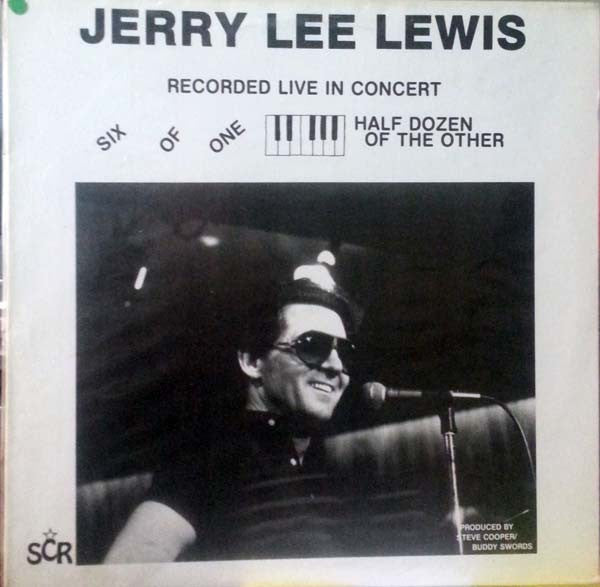 JERRY LEE LEWIS
RECORDED LIVE IN CONCERT
SIX OF ONE HALF DOZEN
OF THE OTHER
PRODUCED BY
STEVE COOPER/
BUDDY SWORDS
SCR